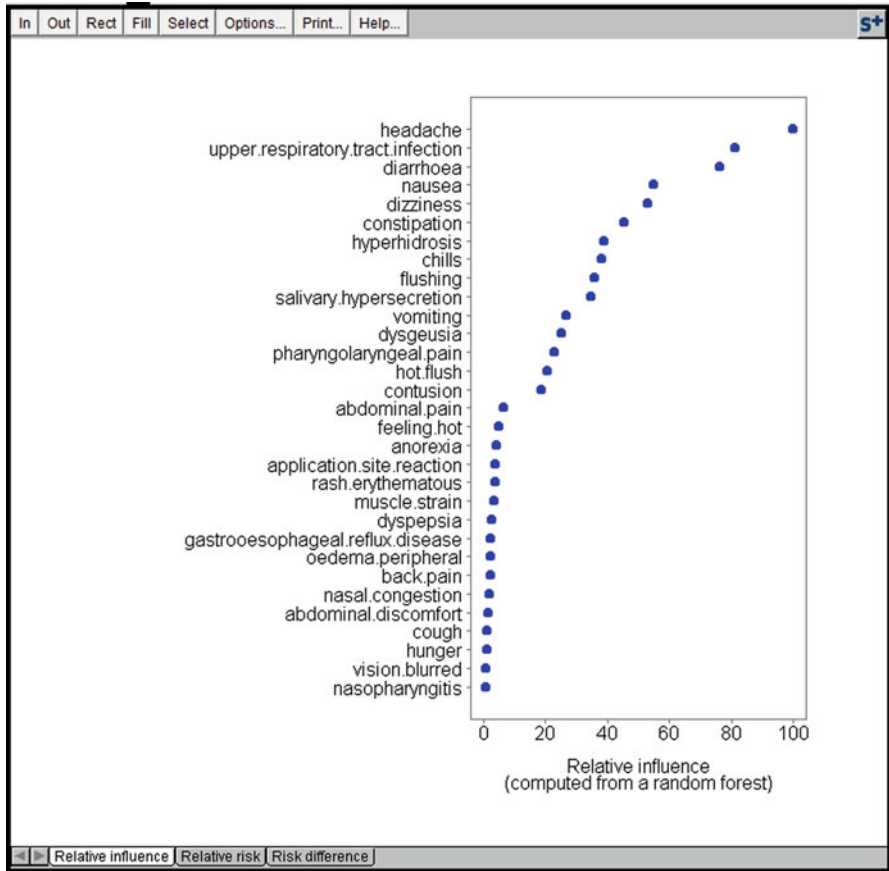 In Out Rect Fill Select Options... Print... Help... S+
headache
upper.respiratory.tract.infection
diarrhoea
nausea
dizziness
constipation
hyperhidrosis
chills
flushing
salivary.hypersecretion
vomiting
dysgeusia
pharyngolaryngeal.pain
hot.flush
contusion
abdominal.pain
feeling.hot
anorexia
application.site.reaction
rash.erythematous
muscle.strain
dyspepsia
gastrooesophageal.reflux.disease
oedema.peripheral
back.pain
nasal.congestion
abdominal.discomfort
cough
hunger
vision.blurred
nasopharyngitis
0 20 40 60 80 100
Relative influence
(computed from a random forest)
Relative influence Relative risk Risk difference